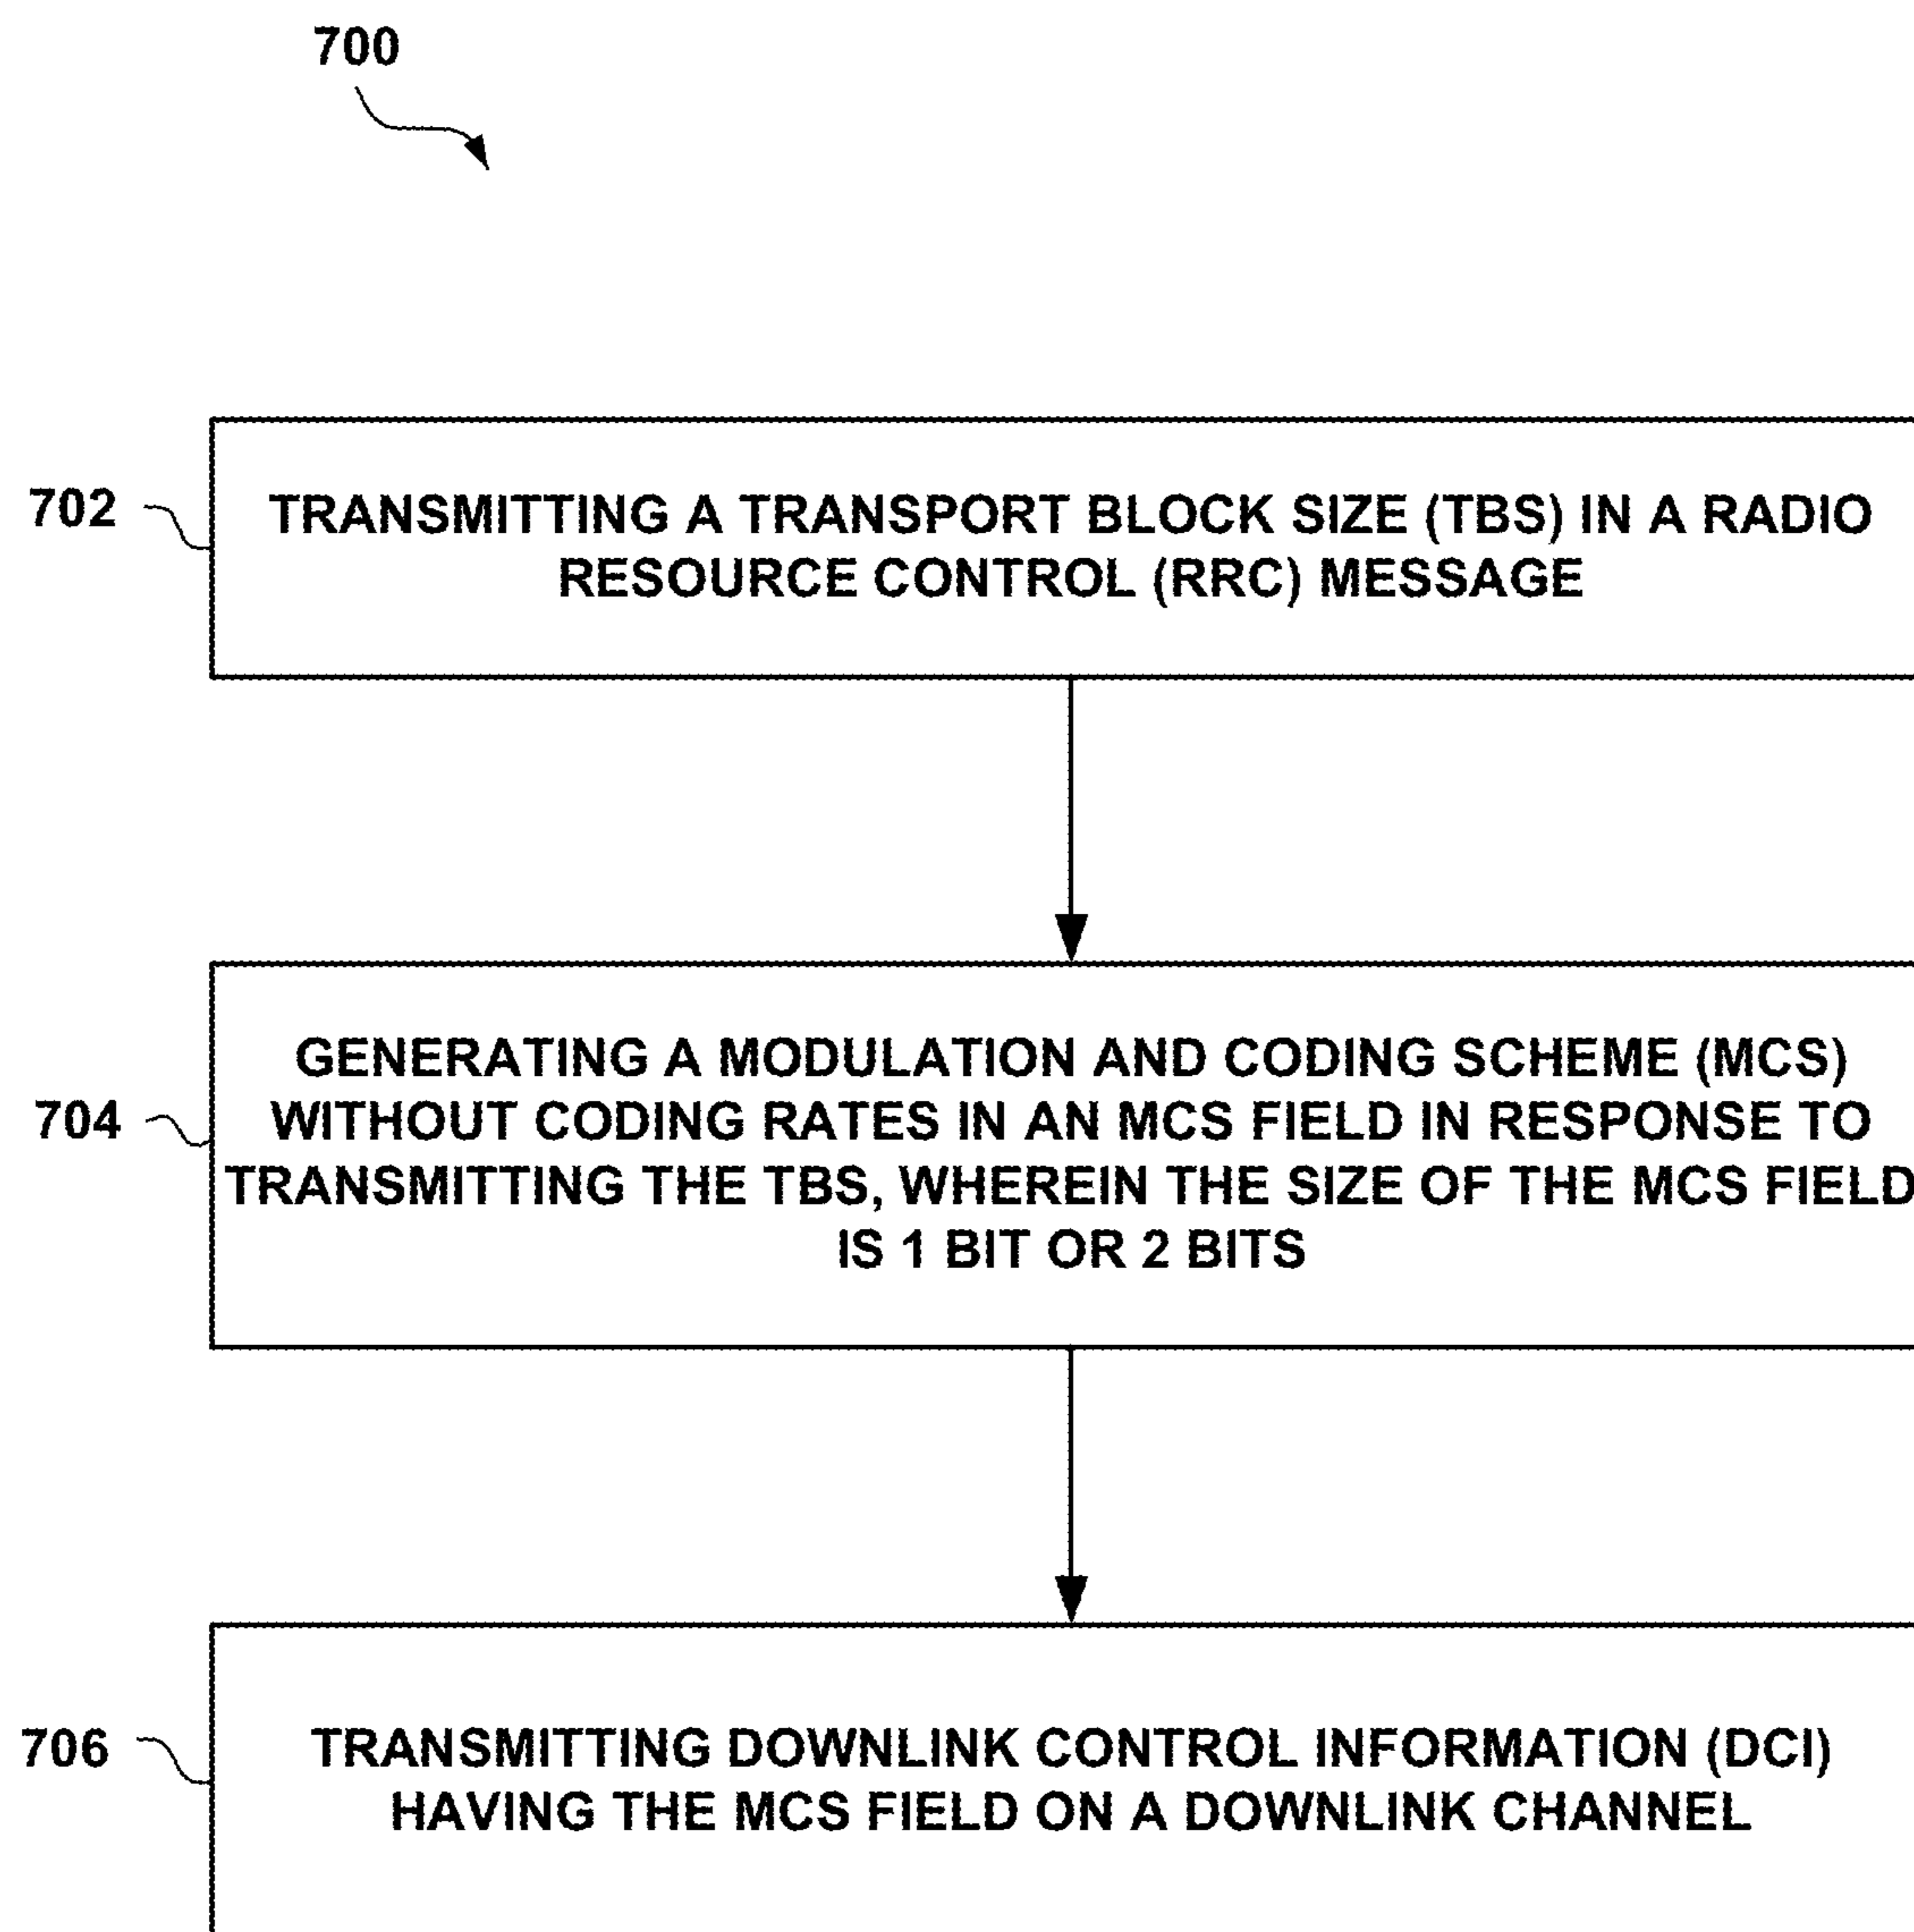 700
702
TRANSMITTING A TRANSPORT BLOCK SIZE (TBS) IN A RADIO
RESOURCE CONTROL (RRC) MESSAGE
704
GENERATING A MODULATION AND CODING SCHEME (MCS)
WITHOUT CODING RATES IN AN MCS FIELD IN RESPONSE TO
TRANSMITTING THE TBS, WHEREIN THE SIZE OF THE MCS FIELD
IS 1 BIT OR 2 BITS
706
TRANSMITTING DOWNLINK CONTROL INFORMATION (DCI)
HAVING THE MCS FIELD ON A DOWNLINK CHANNEL